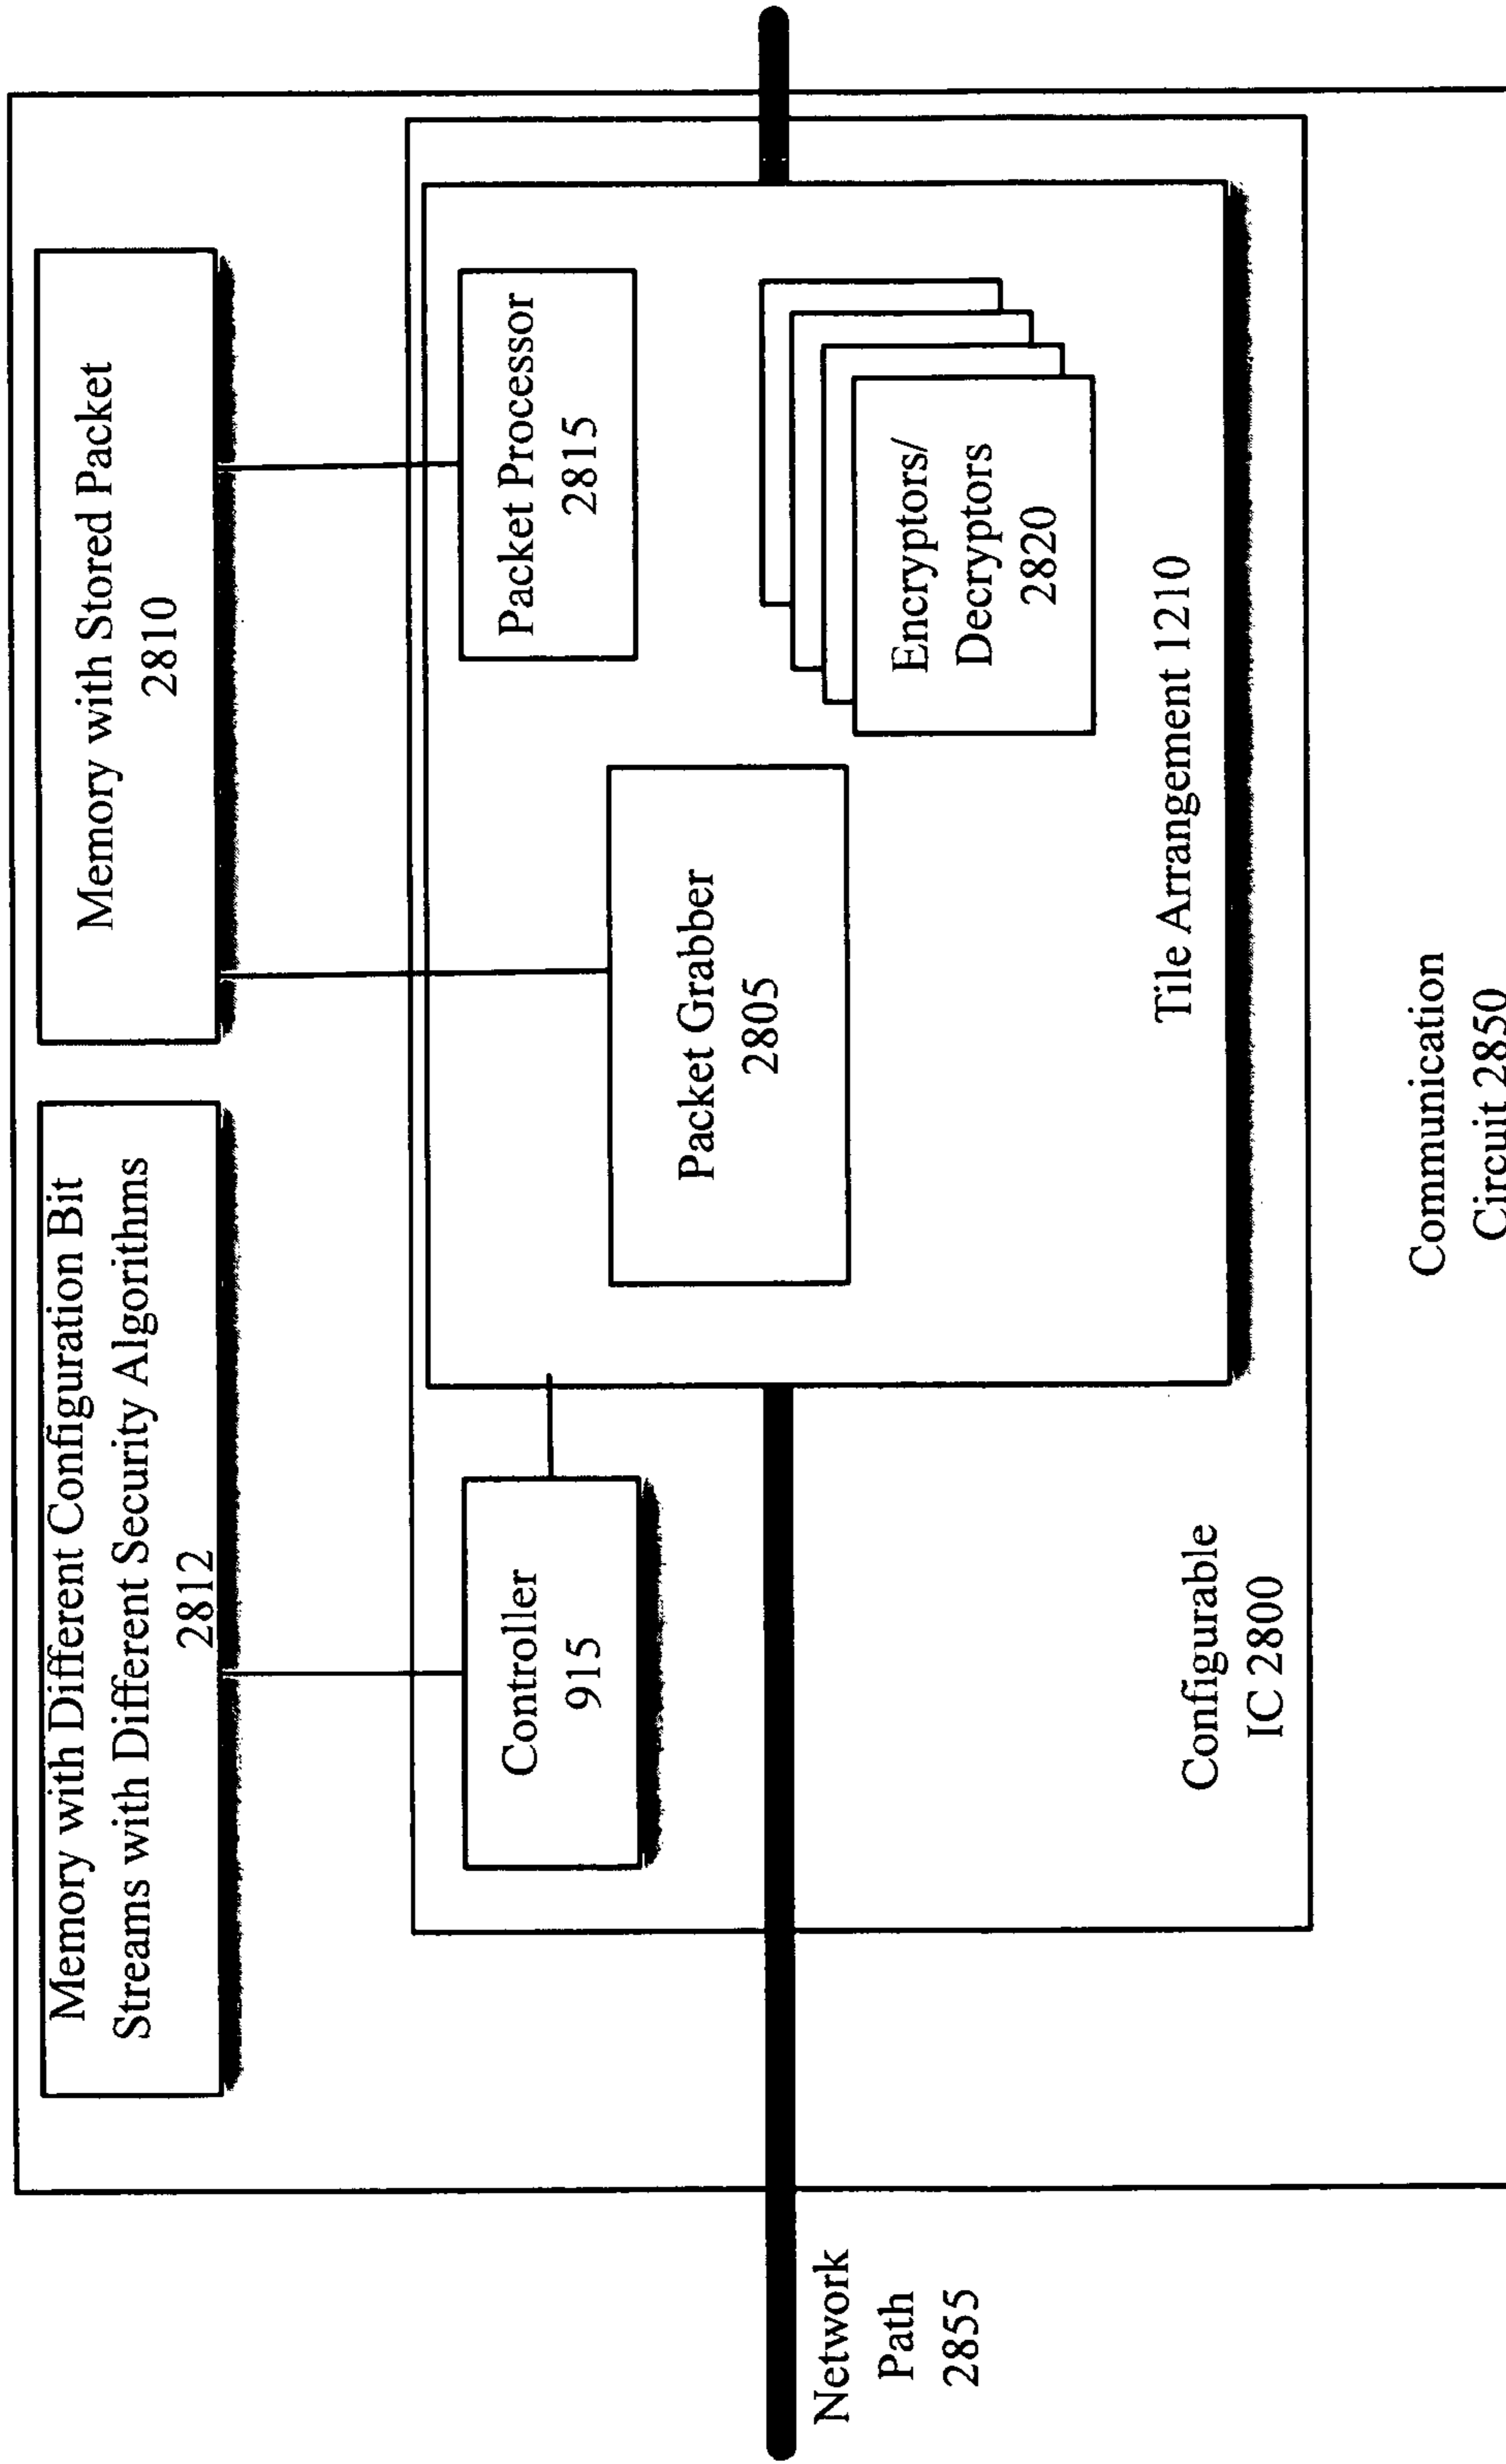 Memory with Different Configuration Bit
Streams with Different Security Algorithms
2812
Memory with Stored Packet
2810
Controller
915
Packet Grabber
2805
Packet Processor
2815
Encryptors/
Decryptors
2820
Tile Arrangement 1210
Configurable
IC 2800
Network
Path
2855
Communication
Circuit 2850